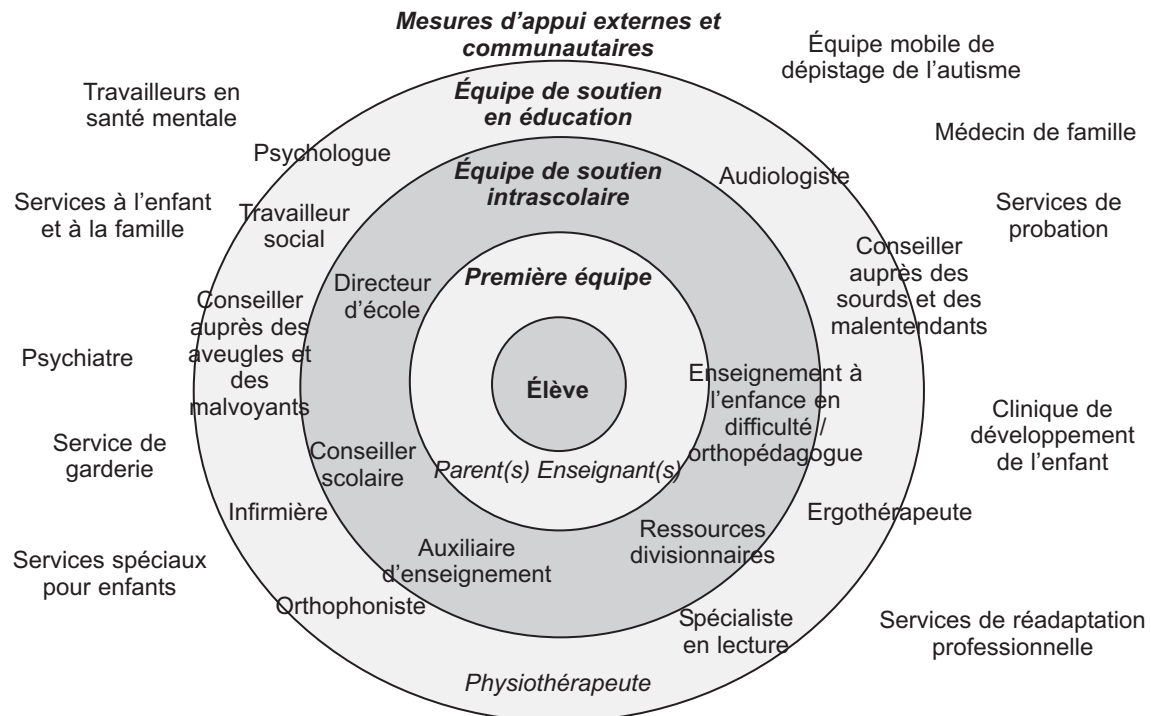 Mesures d'appui externes et
communautaires
Équipe mobile de
dépistage de l'autisme
Travailleurs en
santé mentale
Équipe de soutien
en éducation
Médecin de famille
Psychologue
Équipe de soutien
intrascolaire
Audiologiste
Services à l'enfant
et à la famille
Travailleur
social
Services de
probation
Conseiller
auprès des
sourds et des
malentendants
Directeur
d'école
Première équipe
Conseiller
auprès des
aveugles et
des
malvoyants
Psychiatre
Élève
Enseignement à
l'enfance en
difficulté /
orthopédagogue
Clinique de
développement
de l'enfant
Service de
garderie
Conseiller
scolaire
Parent(s) Enseignant(s)
Infirmière
Ergothérapeute
Ressources
divisionnaires
Auxiliaire
d'enseignement
Services spéciaux
pour enfants
Orthophoniste
Spécialiste
en lecture
Services de réadaptation
professionnelle
Physiothérapeute